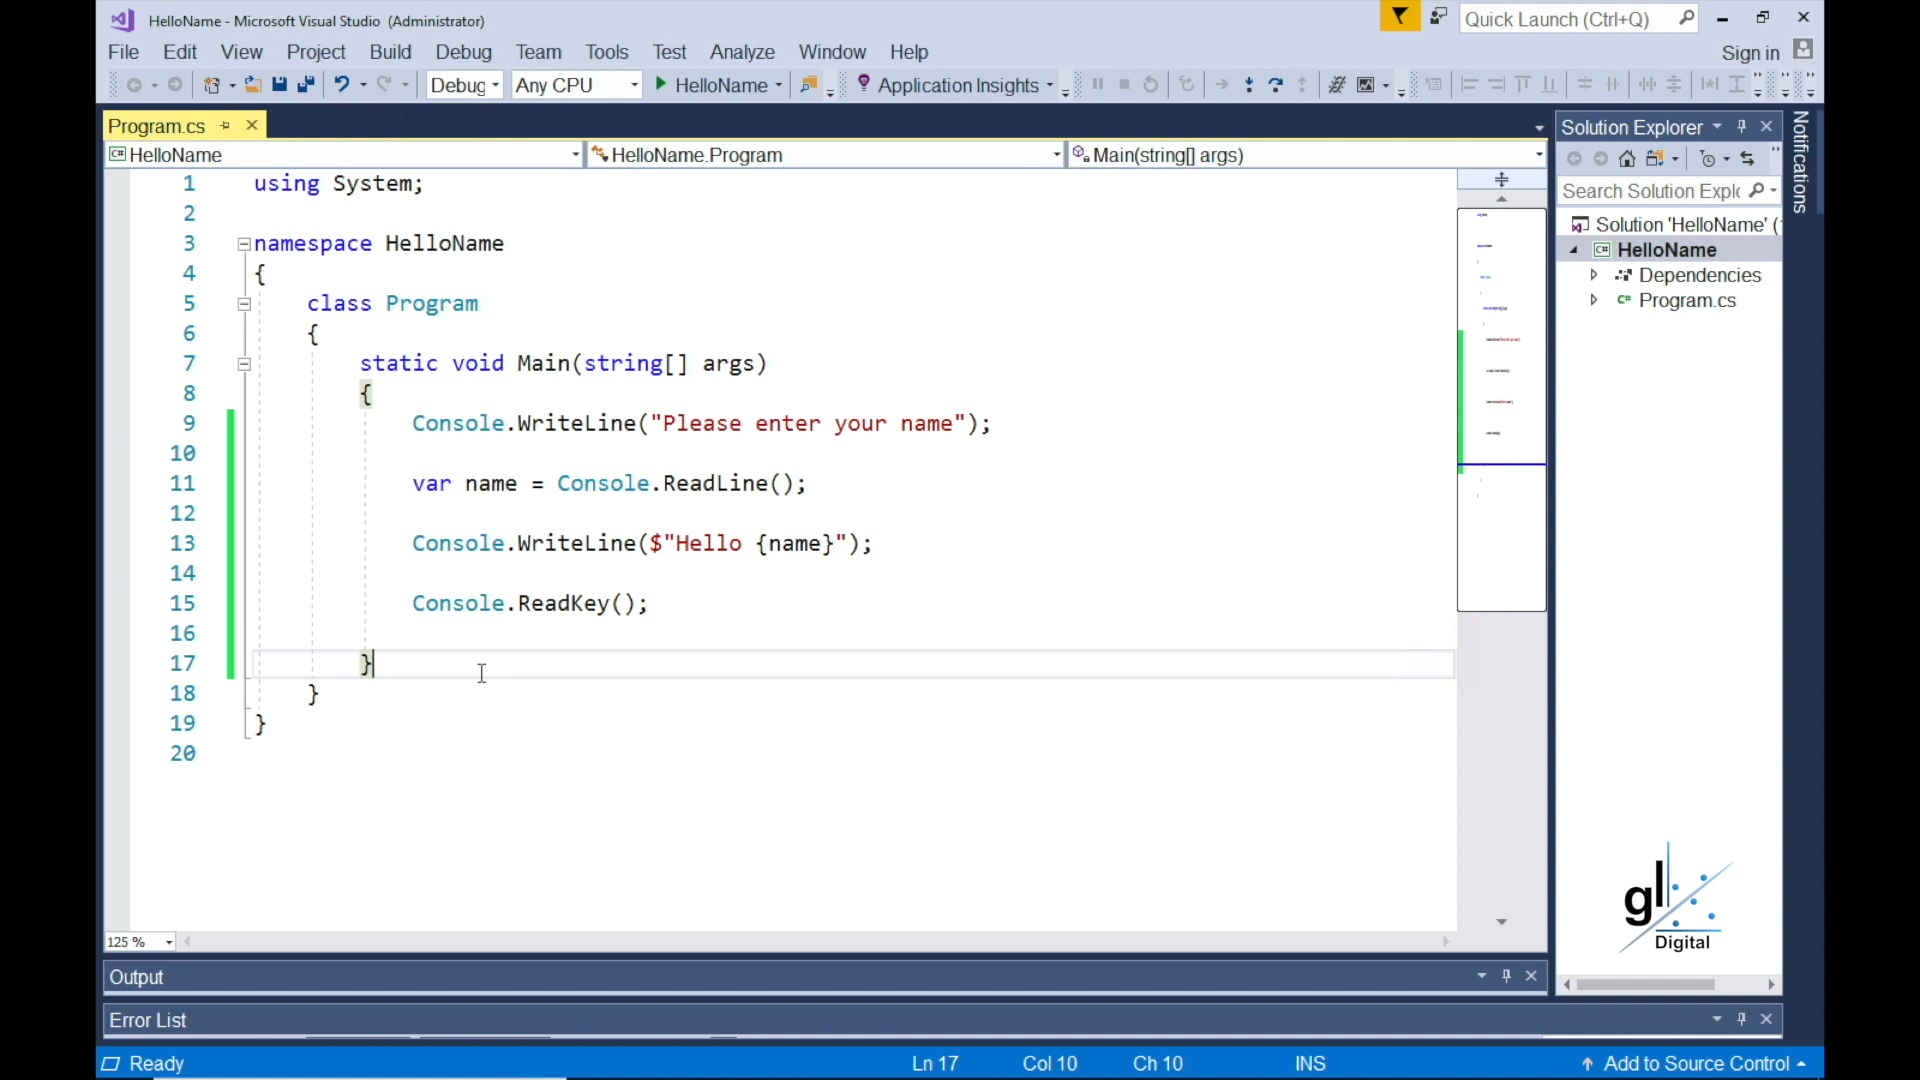 HelloName - Microsoft Visual Studio (Administrator)
Quick Launch (Ctrl+Q)
File Edit View Project Build Debug Team Tools Test Analyze Window Help
Sign in
Debug Any CPU HelloName Application Insights
Program.cs
HelloName HelloName.Program Main(string[] args)
1 using System;
2
3 namespace HelloName
4 {
5 class Program
6 {
7 static void Main(string[] args)
8 {
9 Console.WriteLine("Please enter your name");
10
11 var name = Console.ReadLine();
12
13 Console.WriteLine($"Hello {name}");
14
15 Console.ReadKey();
16
17 }
18 }
19 }
20
125 %
Solution Explorer
Search Solution Explo
Solution 'HelloName' (
C# HelloName
Dependencies
C# Program.cs
Notifications
gl
Digital
Output
Error List
Ready Ln 17 Col 10 Ch 10 INS Add to Source Control